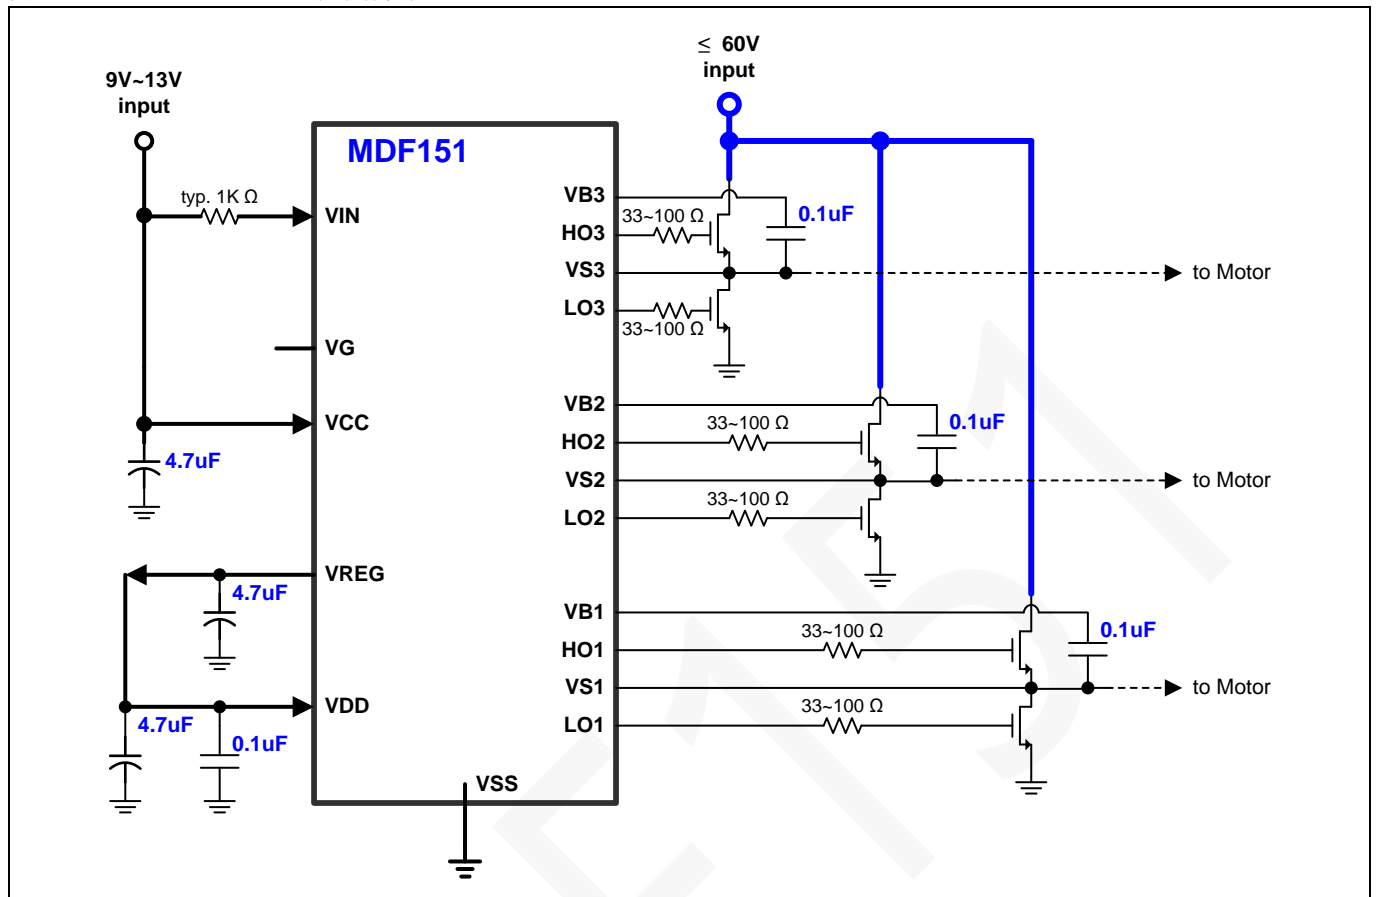 ≤ 60V
input
9V~13V
input
MDF151
typ. 1K Ω
VIN
VG
VCC
4.7uF
VREG
4.7uF
VDD
4.7uF
0.1uF
VSS
VB3
HO3
VS3
LO3
33~100 Ω
33~100 Ω
0.1uF
to Motor
VB2
HO2
VS2
LO2
33~100 Ω
33~100 Ω
0.1uF
to Motor
VB1
HO1
VS1
LO1
33~100 Ω
33~100 Ω
0.1uF
to Motor